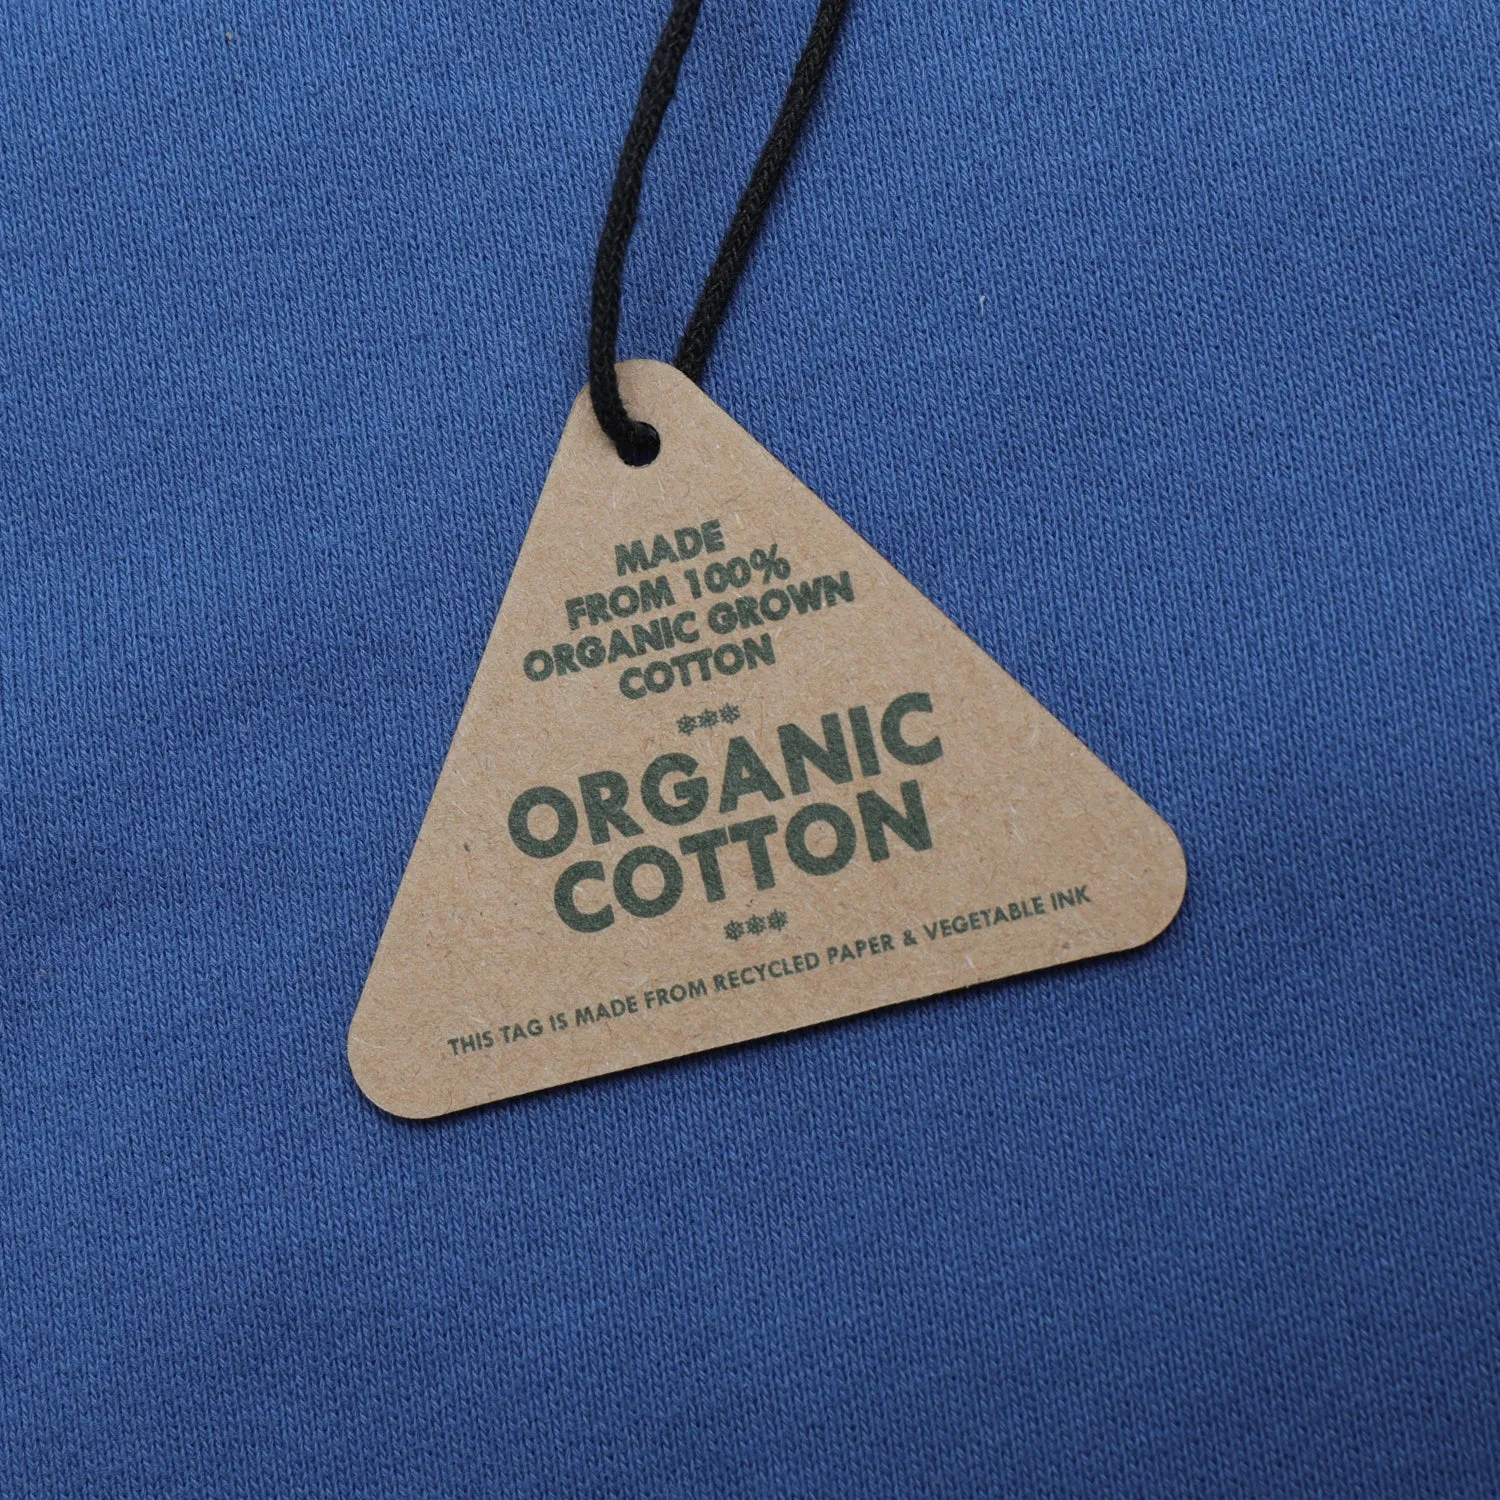 MADE
FROM 100%
ORGANIC GROWN
COTTON
ORGANIC
COTTON
THIS TAG IS MADE FROM RECYCLED PAPER & VEGETABLE INK